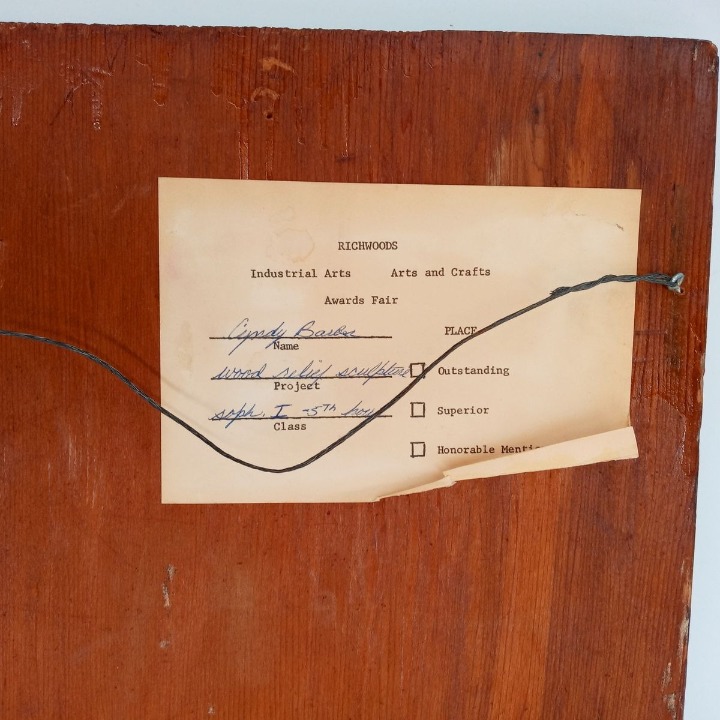 RICHWOODS
Industrial Arts Arts and Crafts
Awards Fair
Cyndy
Name
PLACE
wood relief sculpture
Project
Outstanding
soph. I - 5th hour
Class
Superior
Honorable Menti